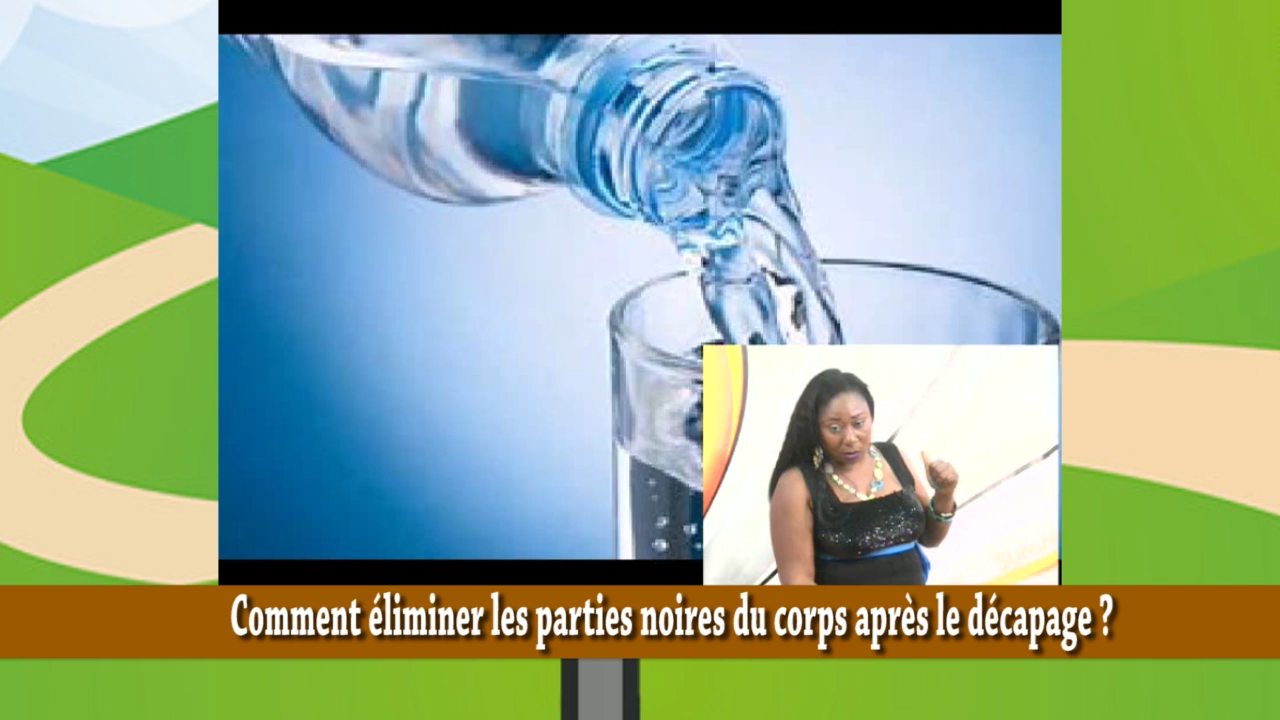 Comment éliminer les parties noires du corps après le décapage ?